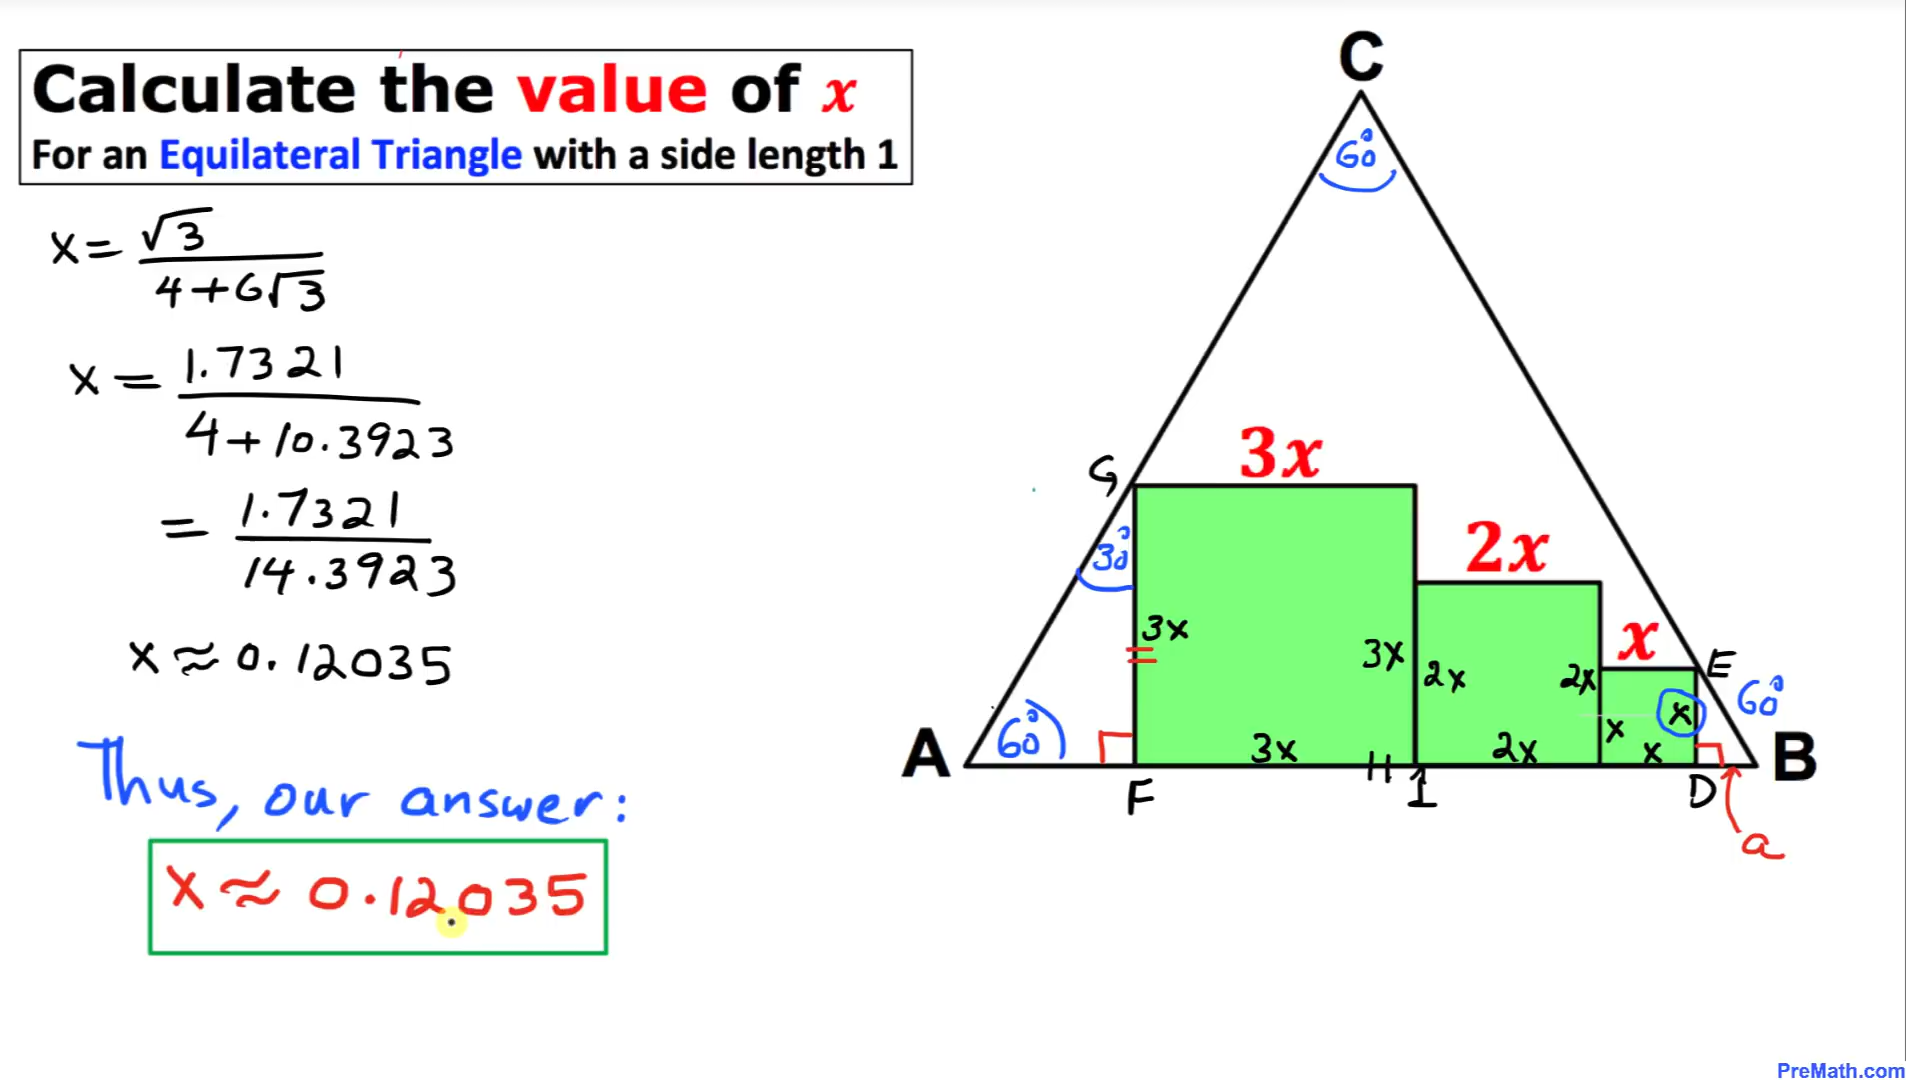 Calculate the value of x
For an Equilateral Triangle with a side length 1
x = √3 / 4+6√3
x = 1.7321 / 4+10.3923
= 1.7321 / 14.3923
x ≈ 0.12035
Thus, our answer:
x ≈ 0.12035
C
60°
3x
G
30°
2x
x
E
3x
3x
2x
2x
x
x
60°
A
60°
3x
2x
x
B
F
I
D
a
PreMath.com